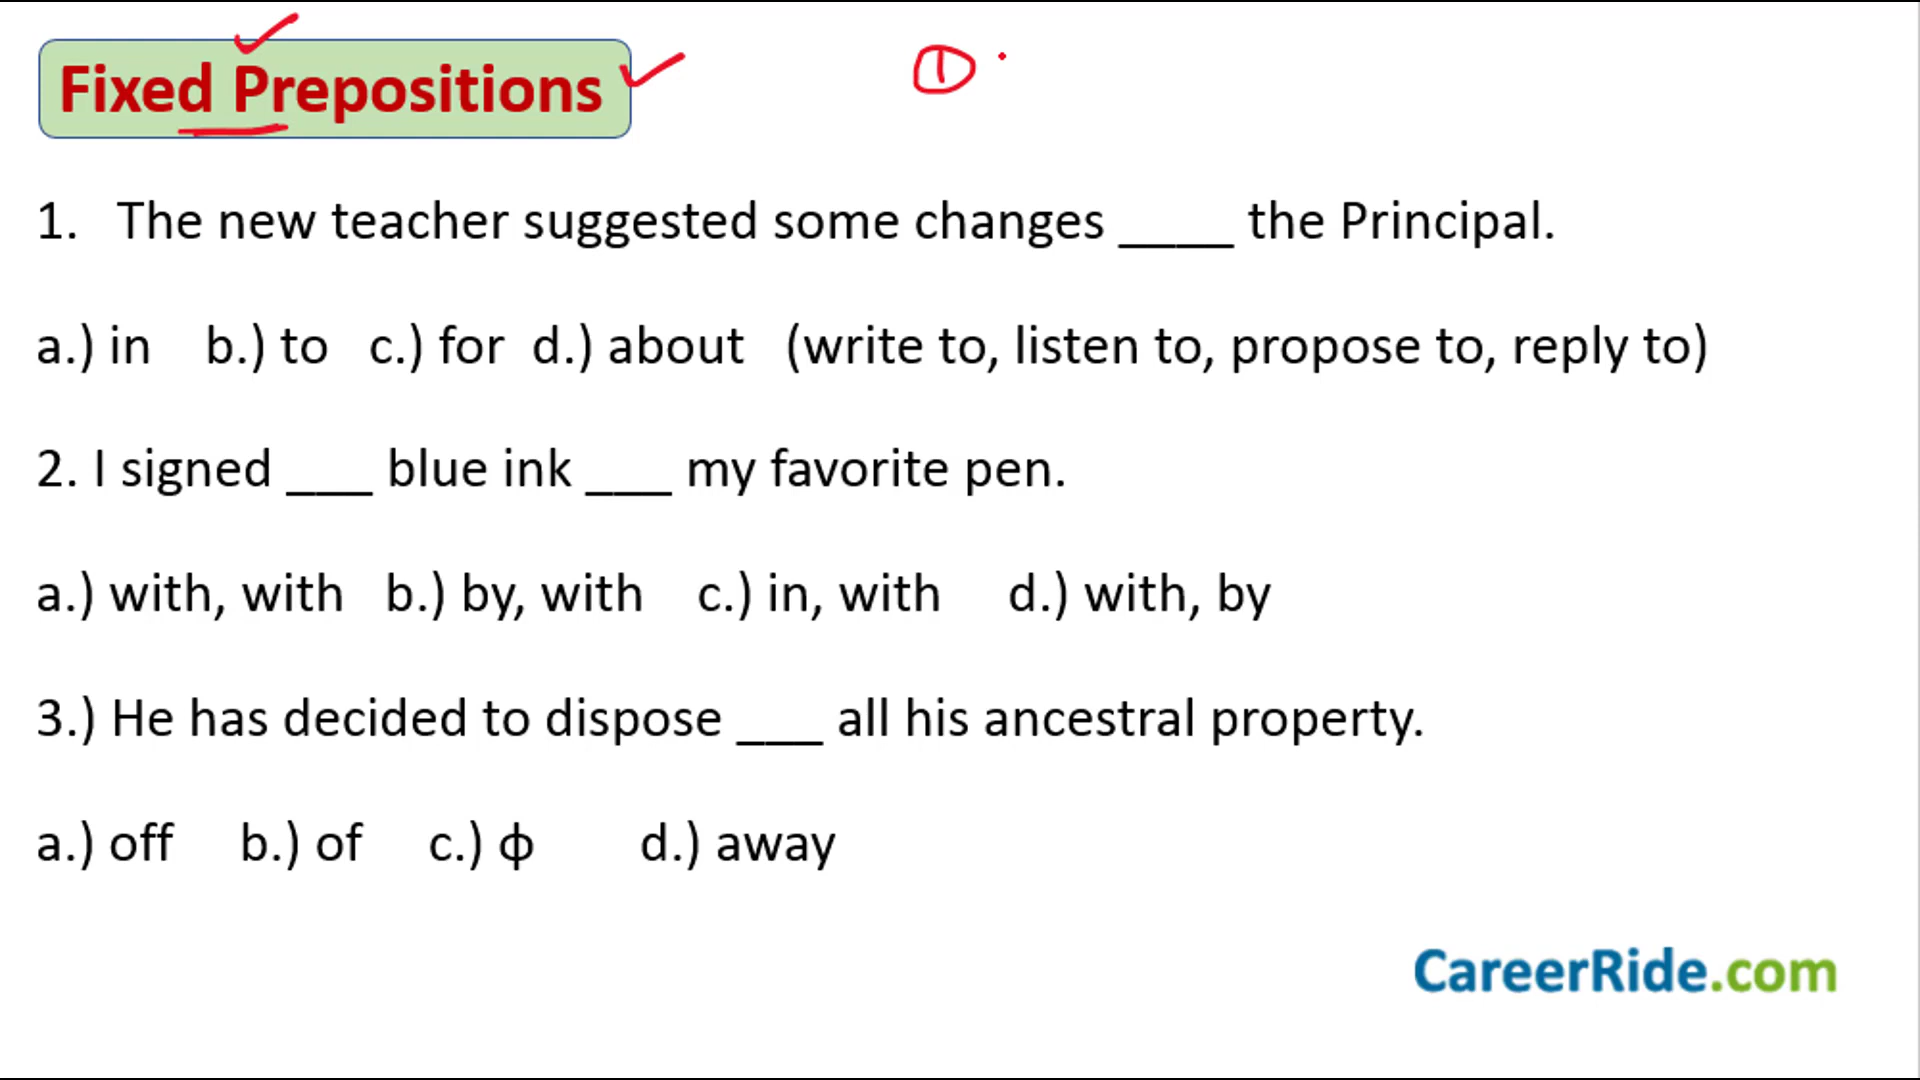 Fixed Prepositions
1
1. The new teacher suggested some changes ____ the Principal.
a.) in b.) to c.) for d.) about (write to, listen to, propose to, reply to)
2. I signed ___ blue ink ___ my favorite pen.
a.) with, with b.) by, with c.) in, with d.) with, by
3.) He has decided to dispose ___ all his ancestral property.
a.) off b.) of c.) ф d.) away
CareerRide.com